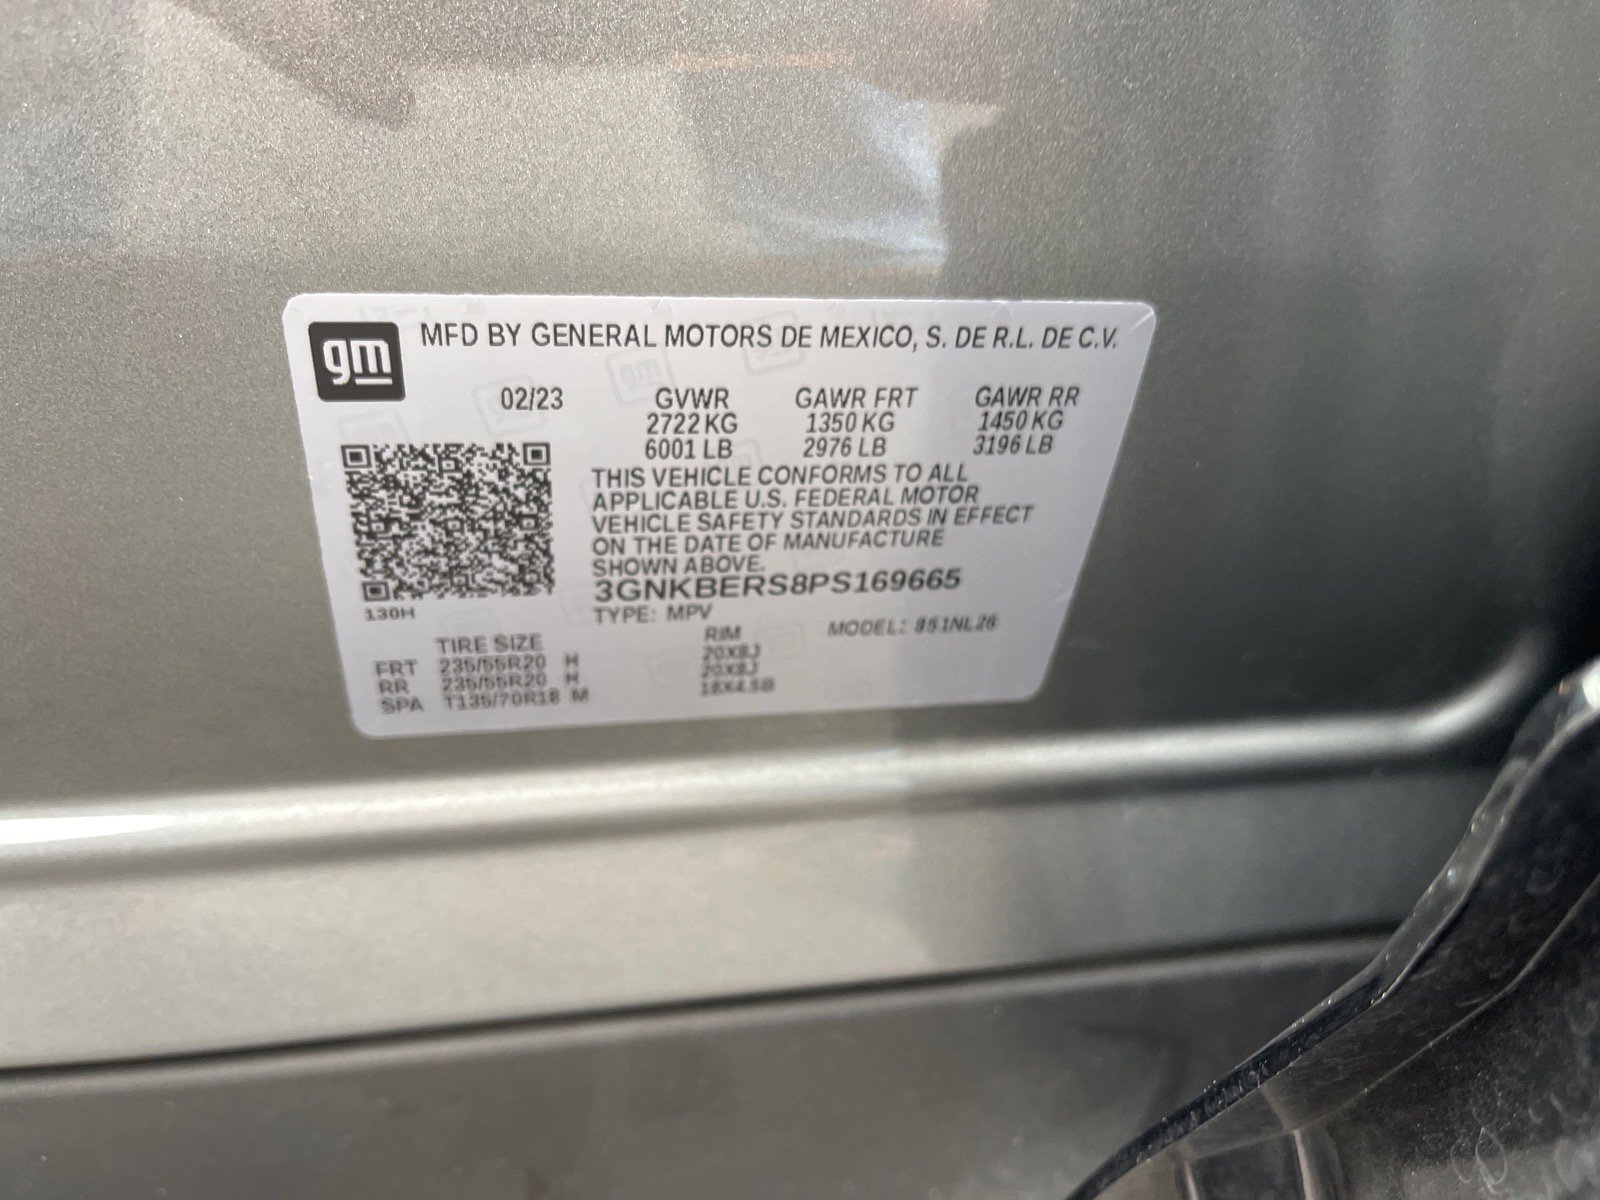 gm
MFD BY GENERAL MOTORS DE MEXICO, S. DE R.L. DE C.V.
02/23 GVWR GAWR FRT GAWR RR
2722 KG 1350 KG 1450 KG
6001 LB 2976 LB 3196 LB
THIS VEHICLE CONFORMS TO ALL
APPLICABLE U.S. FEDERAL MOTOR
VEHICLE SAFETY STANDARDS IN EFFECT
ON THE DATE OF MANUFACTURE
SHOWN ABOVE.
3GNKBERS8PS169665
130H
TYPE: MPV
MODEL:
TIRE SIZE RIM
FRT 235/55R20 H 20X8J
RR 235/55R20 H 20X8J
SPA T135/70R18 M 18X4.5B